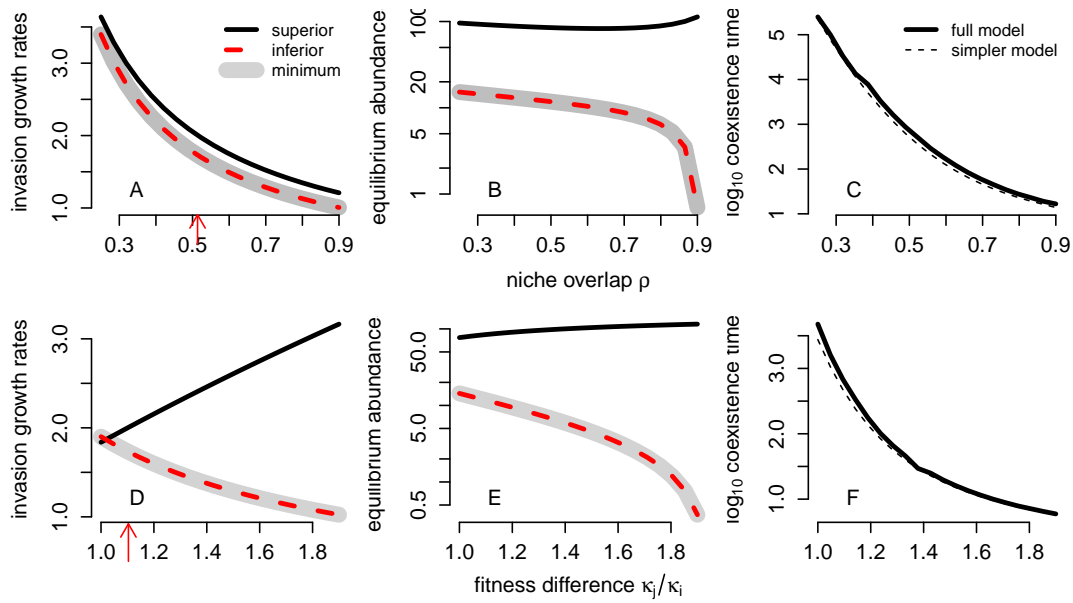 invasion growth rates
1.0 2.0 3.0
superior
inferior
minimum
A
0.3 0.5 0.7 0.9
equilibrium abundance
1 5 20 100
B
0.3 0.5 0.7 0.9
niche overlap ρ
log10 coexistence time
1 2 3 4 5
full model
simpler model
C
0.3 0.5 0.7 0.9
invasion growth rates
1.0 2.0 3.0
D
1.0 1.2 1.4 1.6 1.8
equilibrium abundance
0.5 5.0 50.0
E
1.0 1.2 1.4 1.6 1.8
fitness difference κj/κi
log10 coexistence time
1.0 2.0 3.0
F
1.0 1.2 1.4 1.6 1.8